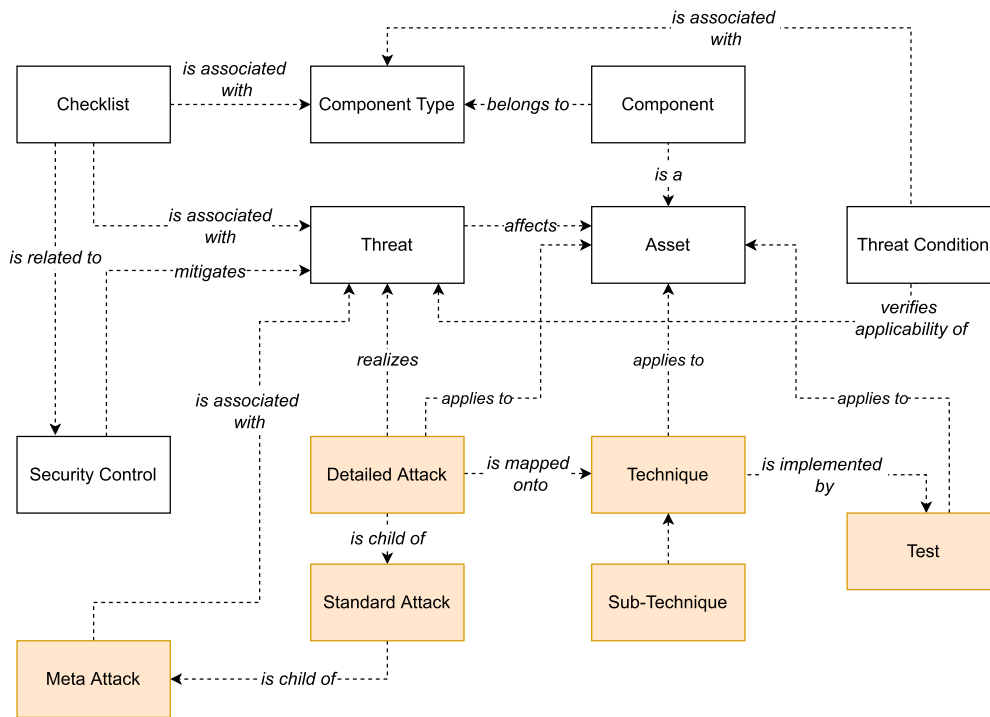 is associated
with
is associated
with
Checklist
Component Type
belongs to
Component
is a
is associated
with
Threat
affects
Asset
Threat Condition
is related to
mitigates
verifies
applicability of
realizes
applies to
is associated
with
applies to
applies to
Security Control
Detailed Attack
is mapped
onto
Technique
is implemented
by
Test
is child of
Standard Attack
Sub-Technique
Meta Attack
is child of